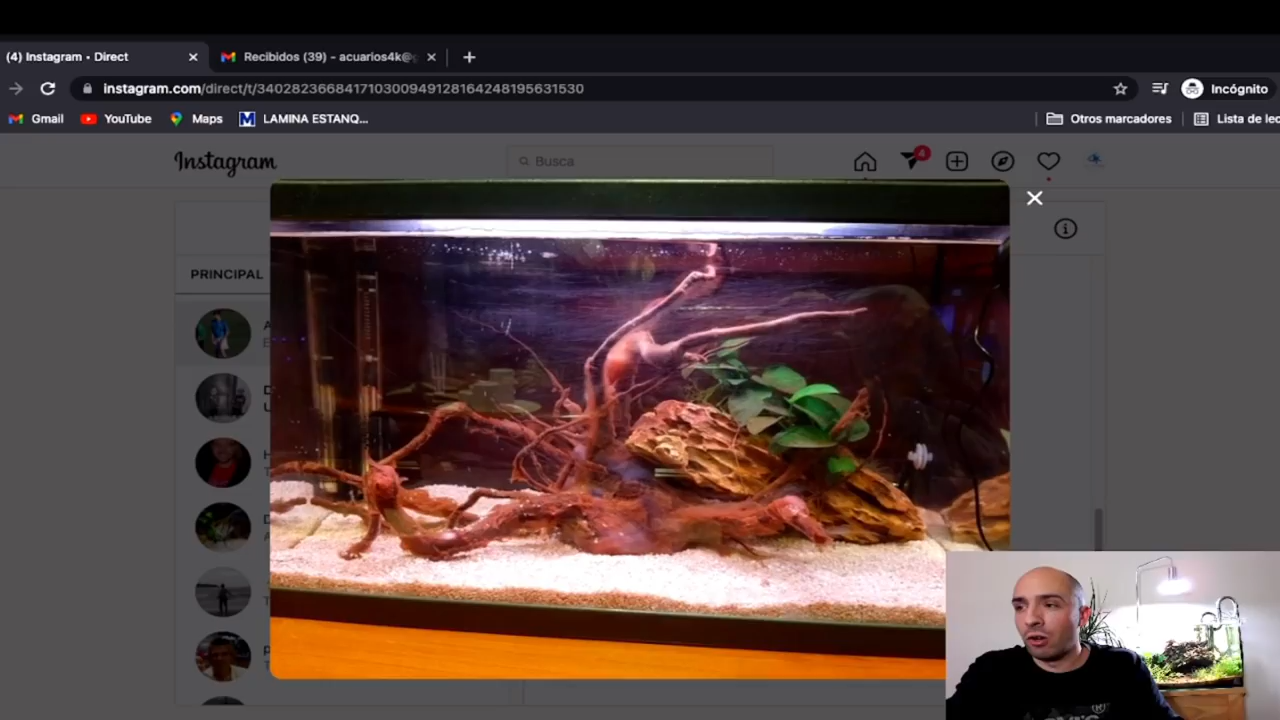 (4) Instagram • Direct
Recibidos (39) - acuarios4k@
instagram.com/direct/t/340282366841710300949128164248195631530
Incógnito
Gmail YouTube Maps LAMINA ESTANQ...
Otros marcadores Lista de lec
Instagram
Busca
4
PRINCIPAL